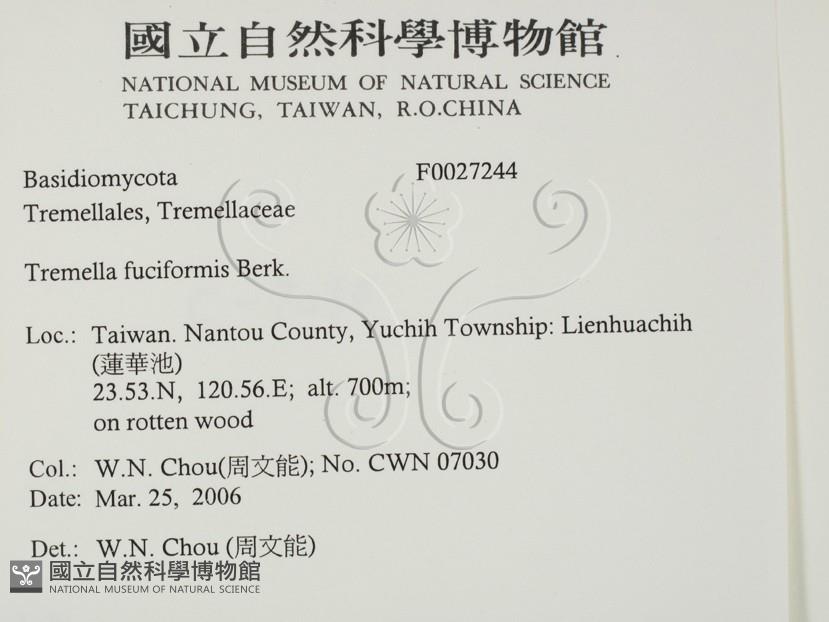 國立自然科學博物館
NATIONAL MUSEUM OF NATURAL SCIENCE
TAICHUNG, TAIWAN, R.O.CHINA
Basidiomycota F0027244
Tremellales, Tremellaceae
Tremella fuciformis Berk.
Loc.: Taiwan. Nantou County, Yuchih Township: Lienhuachih
(蓮華池)
23.53.N, 120.56.E; alt. 700m;
on rotten wood
Col.: W.N. Chou(周文能); No. CWN 07030
Date: Mar. 25, 2006
Det.: W.N. Chou (周文能)
國立自然科學博物館
NATIONAL MUSEUM OF NATURAL SCIENCE